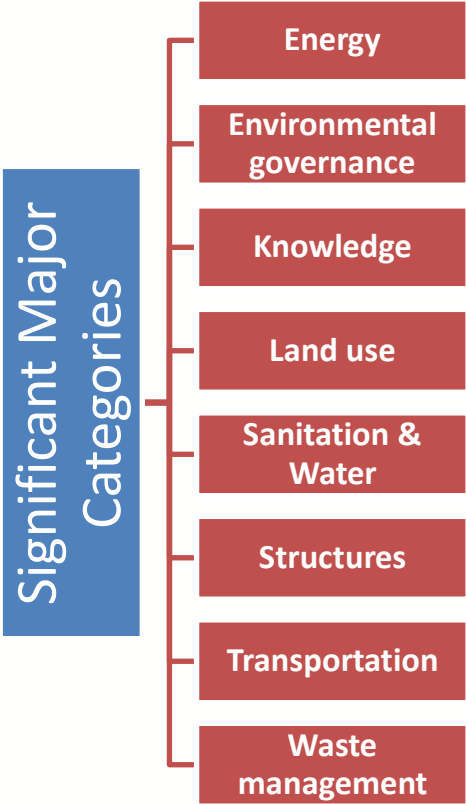 Significant Major
Categories
Energy
Environmental
governance
Knowledge
Land use
Sanitation &
Water
Structures
Transportation
Waste
management